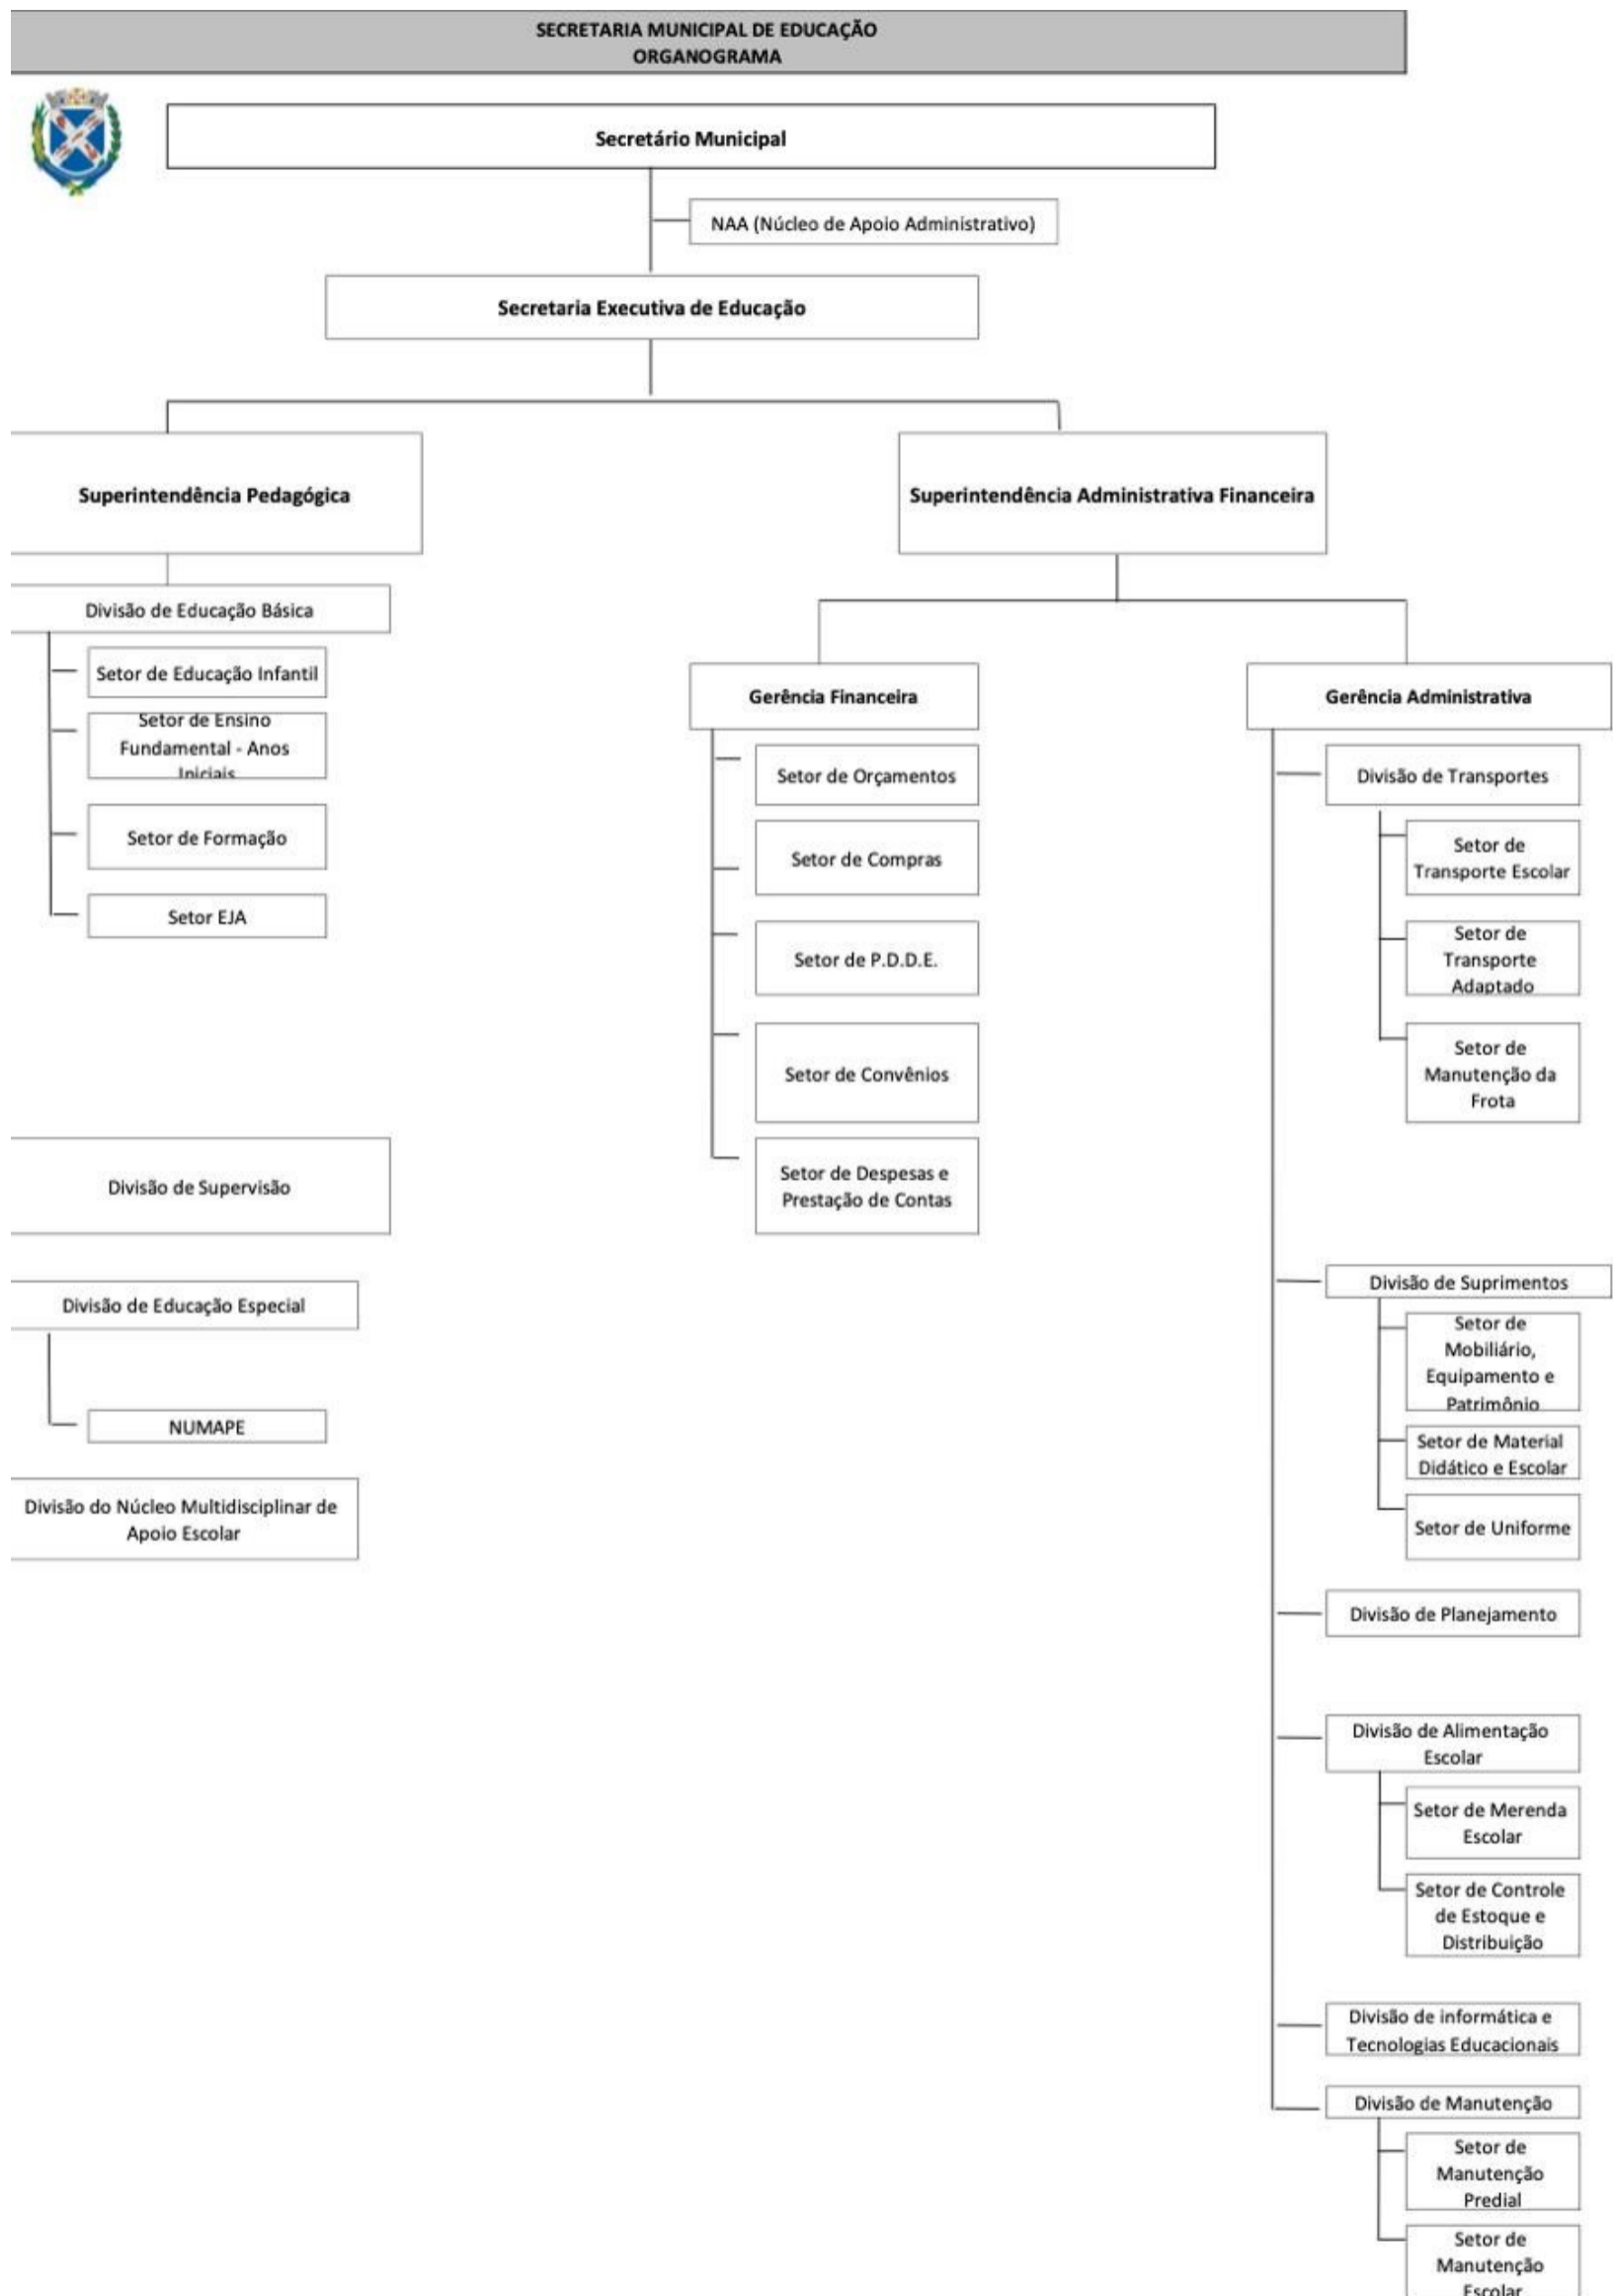 SECRETARIA MUNICIPAL DE EDUCAÇÃO
ORGANOGRAMA
Secretário Municipal
NAA (Núcleo de Apoio Administrativo)
Secretaria Executiva de Educação
Superintendência Pedagógica
Superintendência Administrativa Financeira
Divisão de Educação Básica
Setor de Educação Infantil
Setor de Ensino
Fundamental - Anos
Iniciais
Setor de Formação
Setor EJA
Divisão de Supervisão
Divisão de Educação Especial
NUMAPE
Divisão do Núcleo Multidisciplinar de
Apoio Escolar
Gerência Financeira
Setor de Orçamentos
Setor de Compras
Setor de P.D.D.E.
Setor de Convênios
Setor de Despesas e
Prestação de Contas
Gerência Administrativa
Divisão de Transportes
Setor de
Transporte Escolar
Setor de
Transporte
Adaptado
Setor de
Manutenção da
Frota
Divisão de Suprimentos
Setor de
Mobiliário,
Equipamento e
Patrimônio
Setor de Material
Didático e Escolar
Setor de Uniforme
Divisão de Planejamento
Divisão de Alimentação
Escolar
Setor de Merenda
Escolar
Setor de Controle
de Estoque e
Distribuição
Divisão de informática e
Tecnologias Educacionais
Divisão de Manutenção
Setor de
Manutenção
Predial
Setor de
Manutenção
Escolar